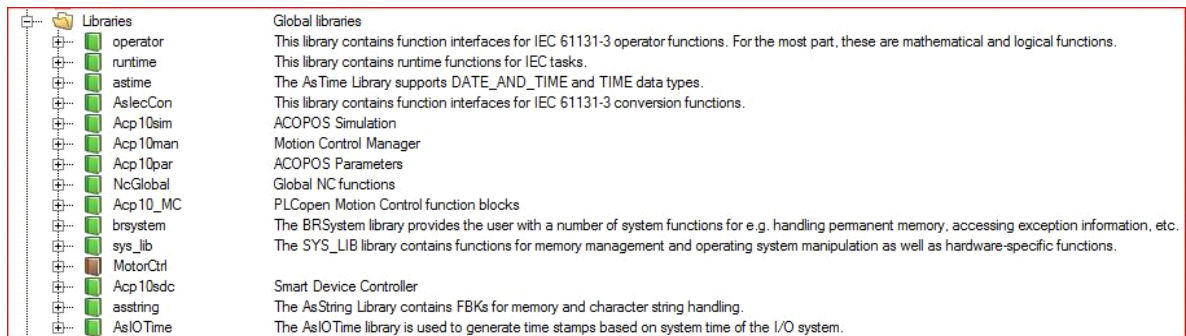 Libraries Global libraries
operator This library contains function interfaces for IEC 61131-3 operator functions. For the most part, these are mathematical and logical functions.
runtime This library contains runtime functions for IEC tasks.
astime The AsTime Library supports DATE_AND_TIME and TIME data types.
AsIecCon This library contains function interfaces for IEC 61131-3 conversion functions.
Acp10sim ACOPOS Simulation
Acp10man Motion Control Manager
Acp10par ACOPOS Parameters
NcGlobal Global NC functions
Acp10_MC PLCopen Motion Control function blocks
brsystem The BRSystem library provides the user with a number of system functions for e.g. handling permanent memory, accessing exception information, etc.
sys_lib The SYS_LIB library contains functions for memory management and operating system manipulation as well as hardware-specific functions.
MotorCtrl
Acp10sdc Smart Device Controller
asstring The AsString Library contains FBKs for memory and character string handling.
AsIOTime The AsIOTime library is used to generate time stamps based on system time of the I/O system.